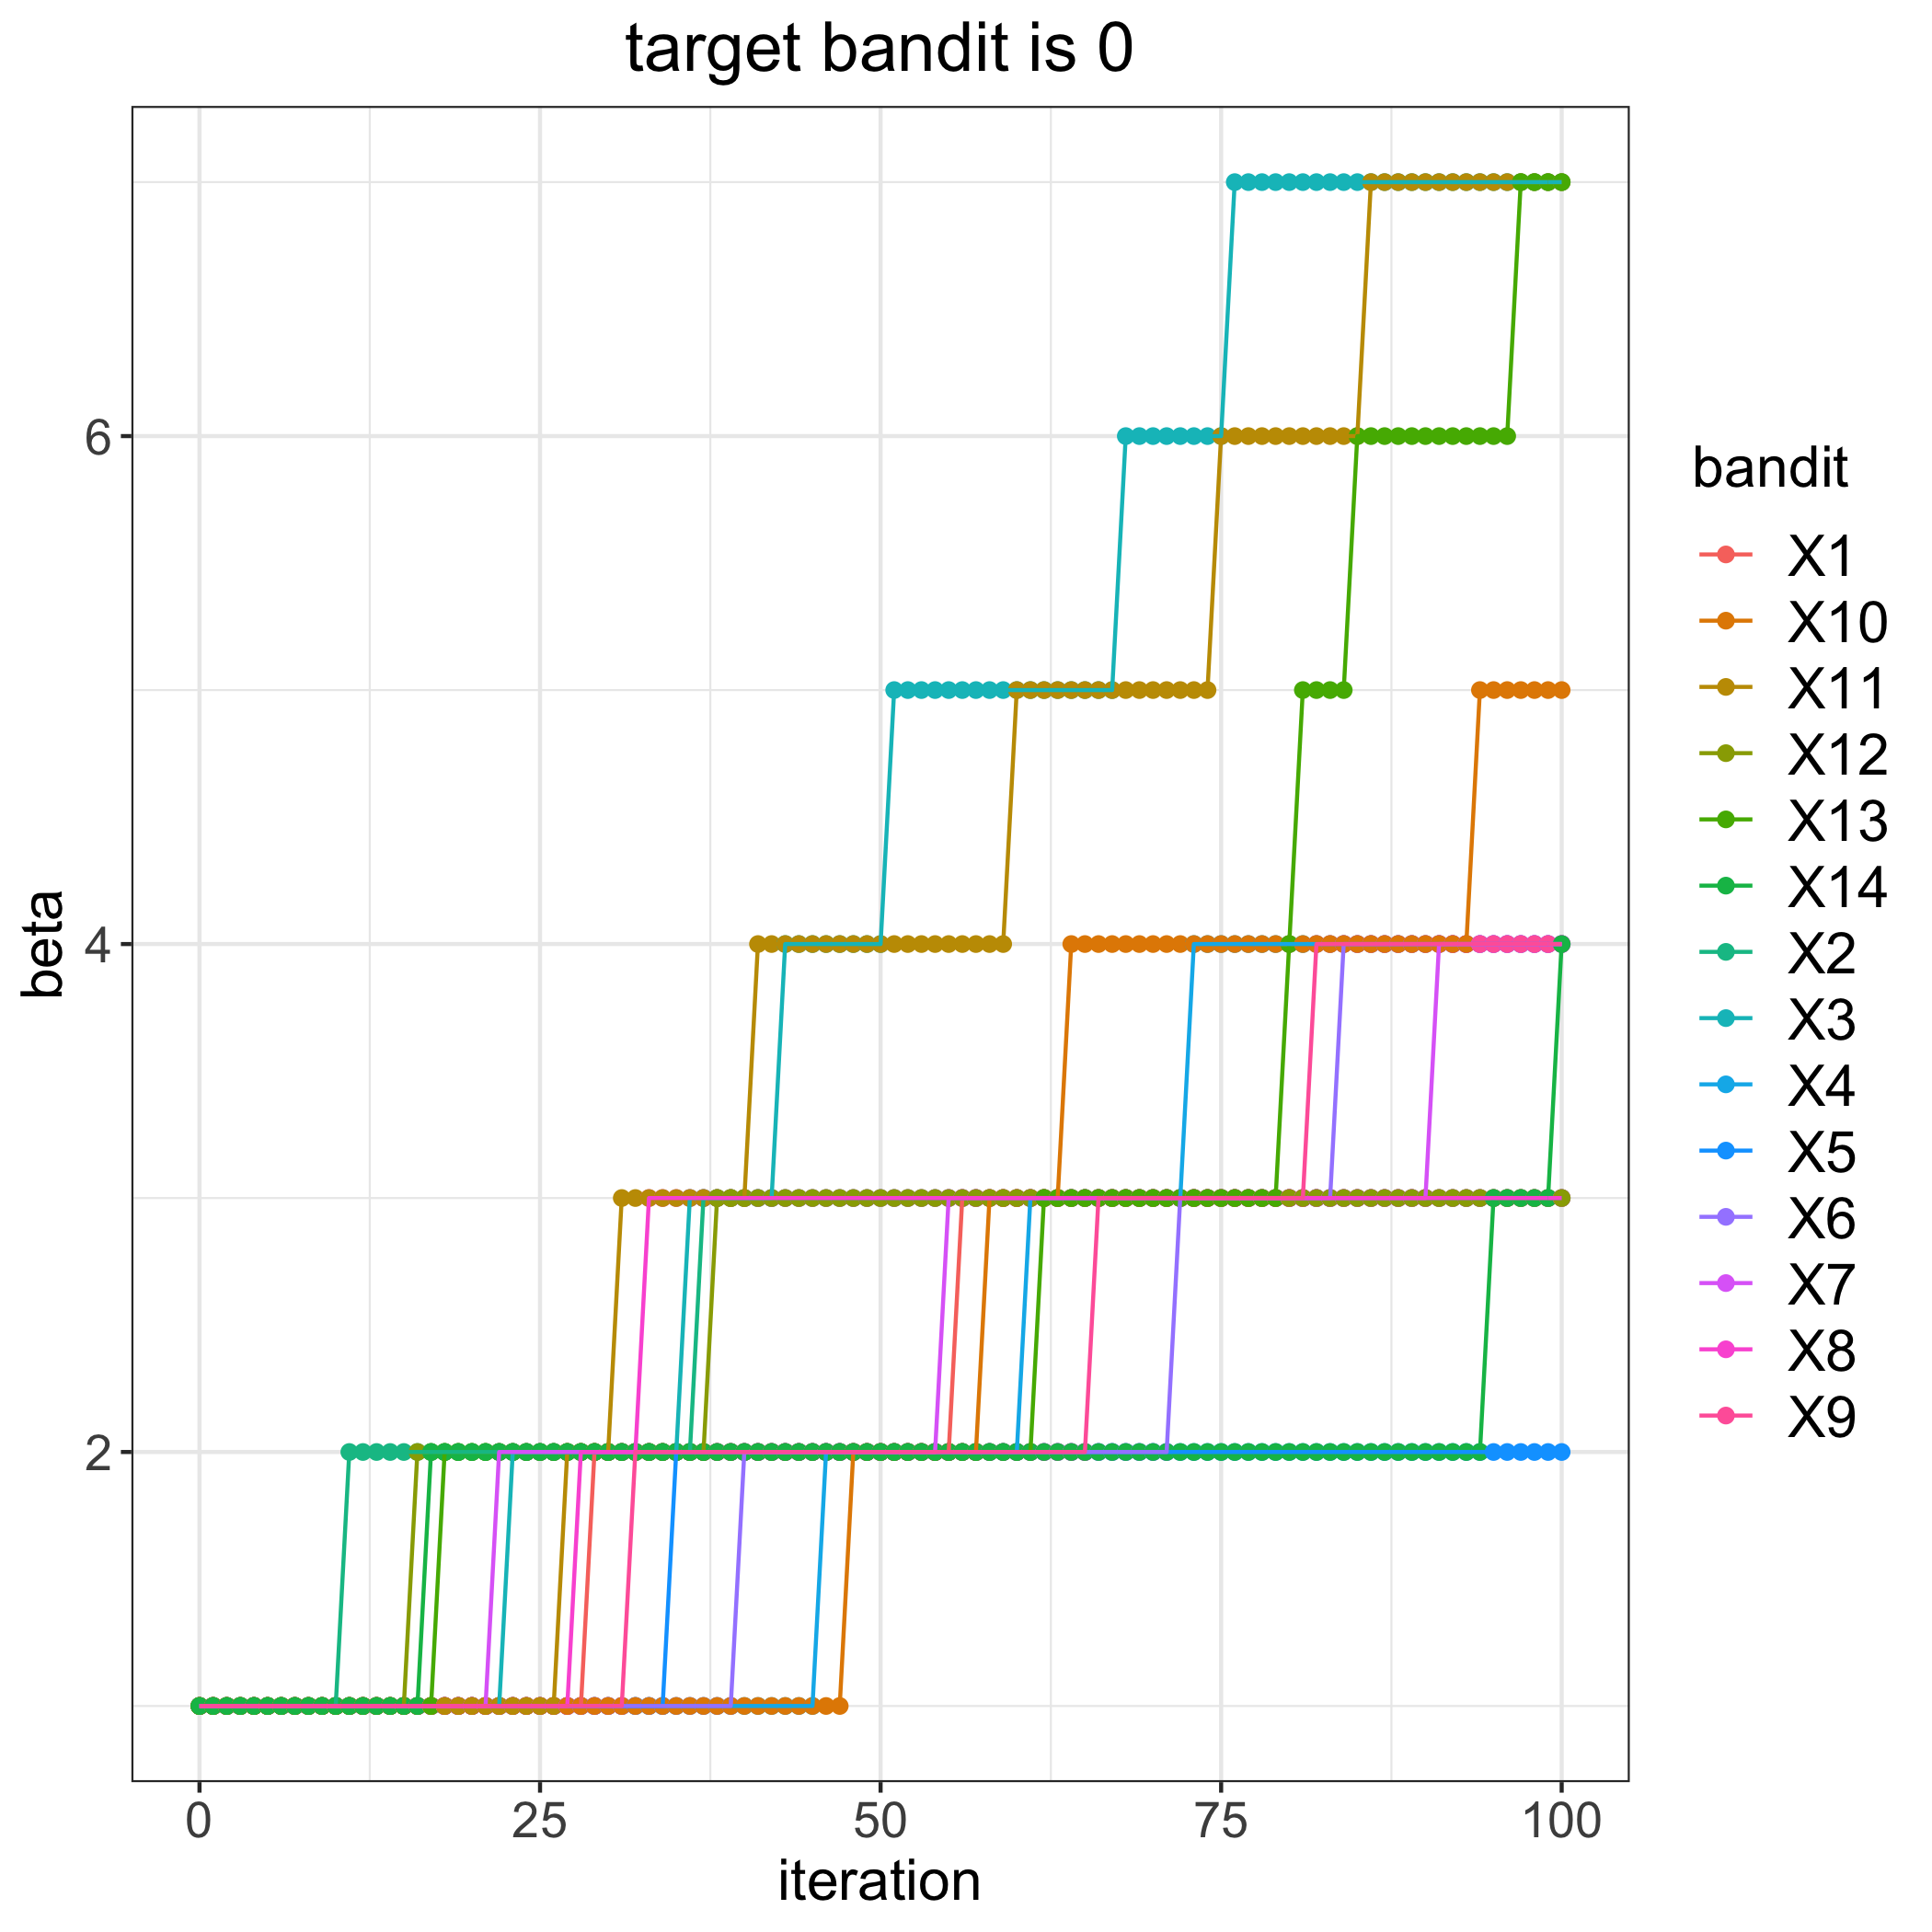 target bandit is 0
6
4
2
beta
0 25 50 75 100
iteration
bandit
X1
X10
X11
X12
X13
X14
X2
X3
X4
X5
X6
X7
X8
X9